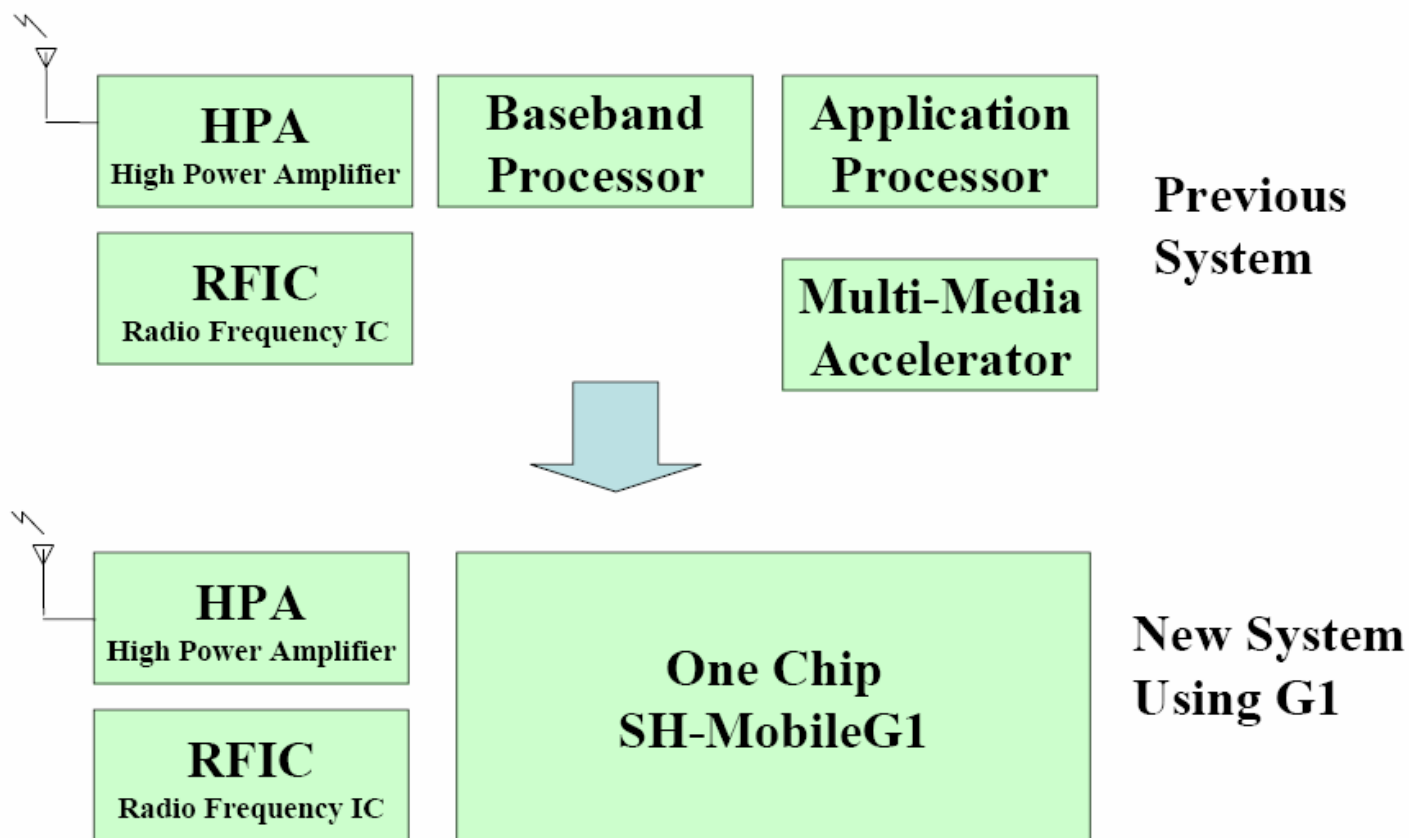 HPA
High Power Amplifier
Baseband
Processor
Application
Processor
Previous
System
RFIC
Radio Frequency IC
Multi-Media
Accelerator
HPA
High Power Amplifier
One Chip
SH-MobileG1
New System
Using G1
RFIC
Radio Frequency IC